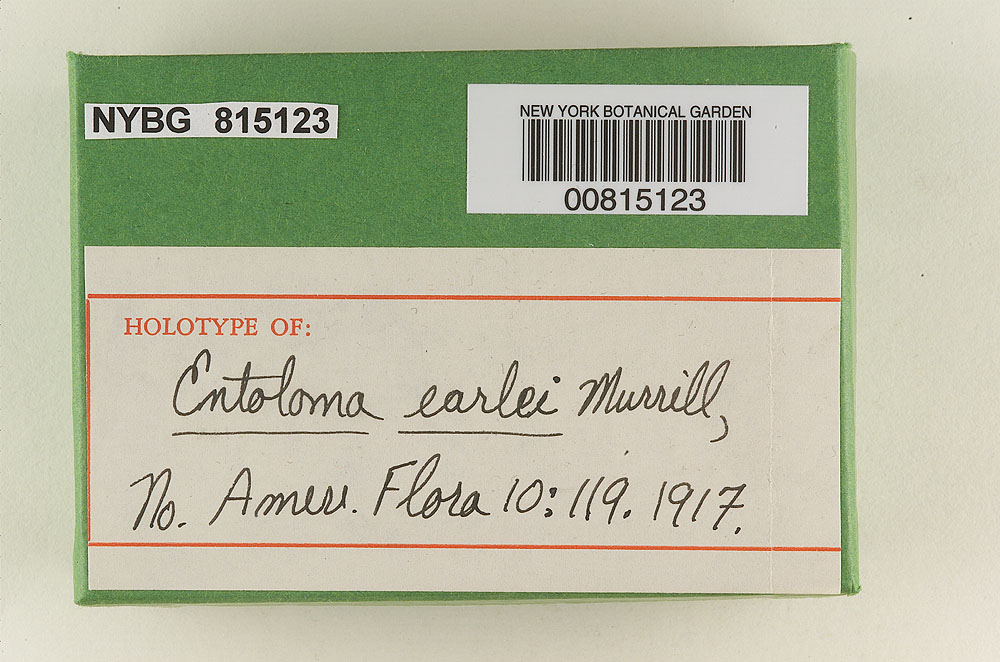 NYBG 815123
NEW YORK BOTANICAL GARDEN
00815123
HOLOTYPE OF:
Entoloma earlei Murrill,
No. Amer. Flora 10: 119. 1917.